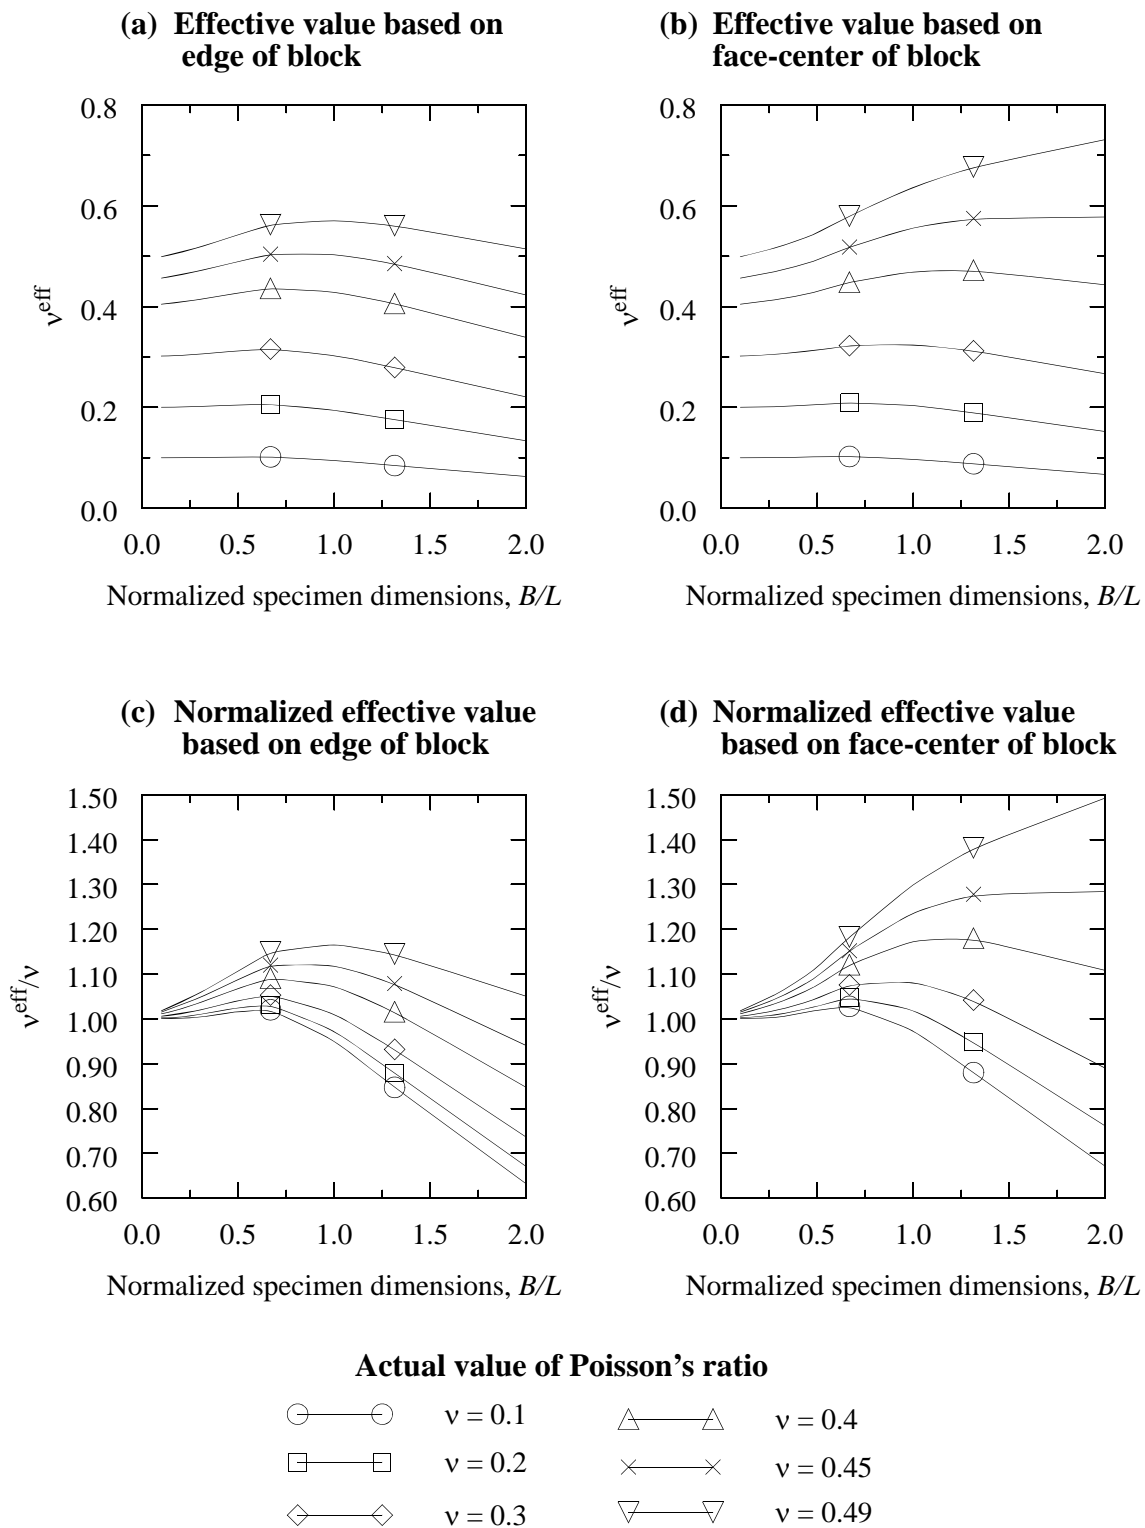 (a) Effective value based on
edge of block
(b) Effective value based on
face-center of block
0.8
0.6
0.4
0.2
0.0
νeff
0.0 0.5 1.0 1.5 2.0
Normalized specimen dimensions, B/L
0.8
0.6
0.4
0.2
0.0
νeff
0.0 0.5 1.0 1.5 2.0
Normalized specimen dimensions, B/L
(c) Normalized effective value
based on edge of block
(d) Normalized effective value
based on face-center of block
1.50
1.40
1.30
1.20
1.10
1.00
0.90
0.80
0.70
0.60
νeff/ν
0.0 0.5 1.0 1.5 2.0
Normalized specimen dimensions, B/L
1.50
1.40
1.30
1.20
1.10
1.00
0.90
0.80
0.70
0.60
νeff/ν
0.0 0.5 1.0 1.5 2.0
Normalized specimen dimensions, B/L
Actual value of Poisson's ratio
ν = 0.1
ν = 0.2
ν = 0.3
ν = 0.4
ν = 0.45
ν = 0.49